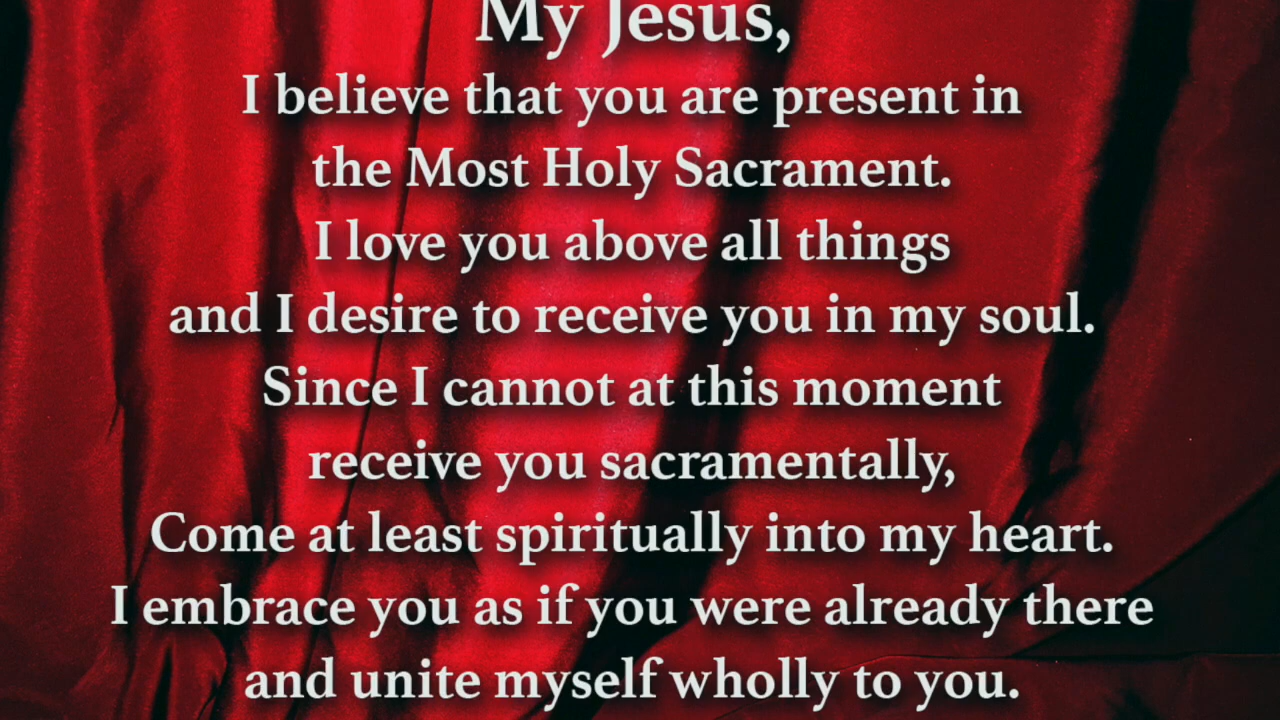 My Jesus,
I believe that you are present in
the Most Holy Sacrament.
I love you above all things
and I desire to receive you in my soul.
Since I cannot at this moment
receive you sacramentally,
Come at least spiritually into my heart.
I embrace you as if you were already there
and unite myself wholly to you.